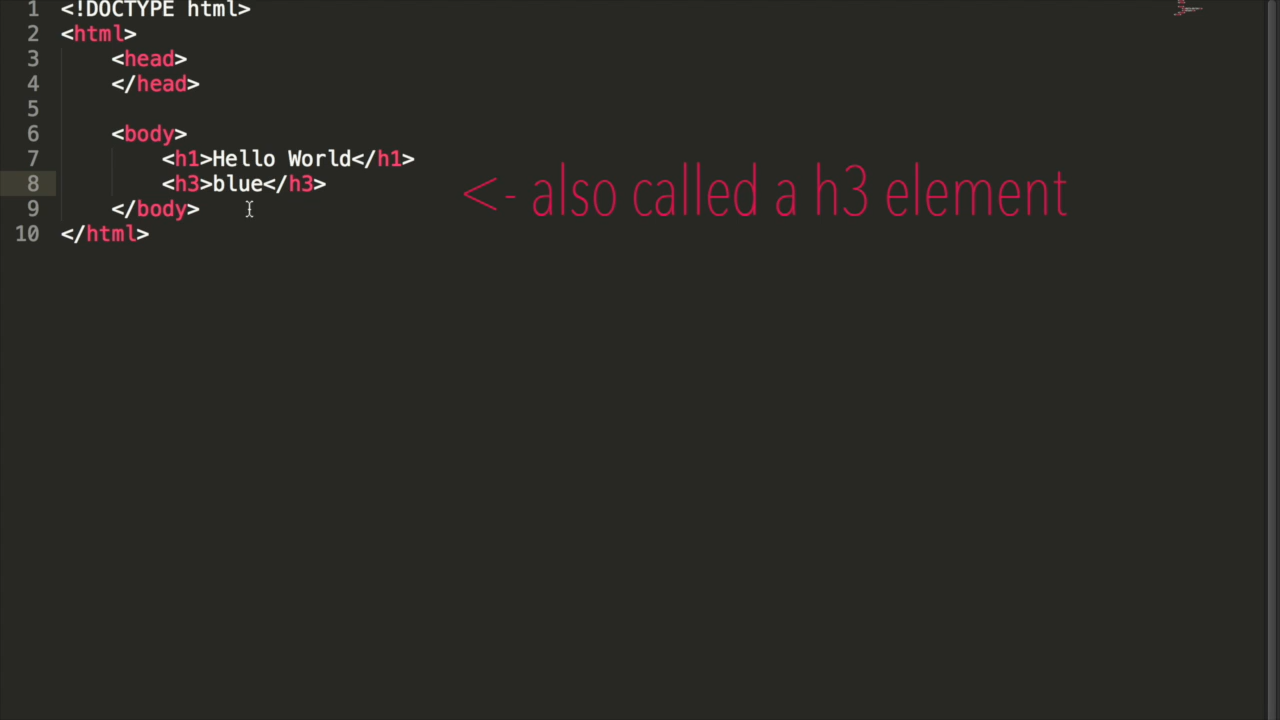 1 <!DOCTYPE html>
2 <html>
3     <head>
4     </head>
5
6     <body>
7         <h1>Hello World</h1>
8         <h3>blue</h3> <- also called a h3 element
9     </body>
10 </html>